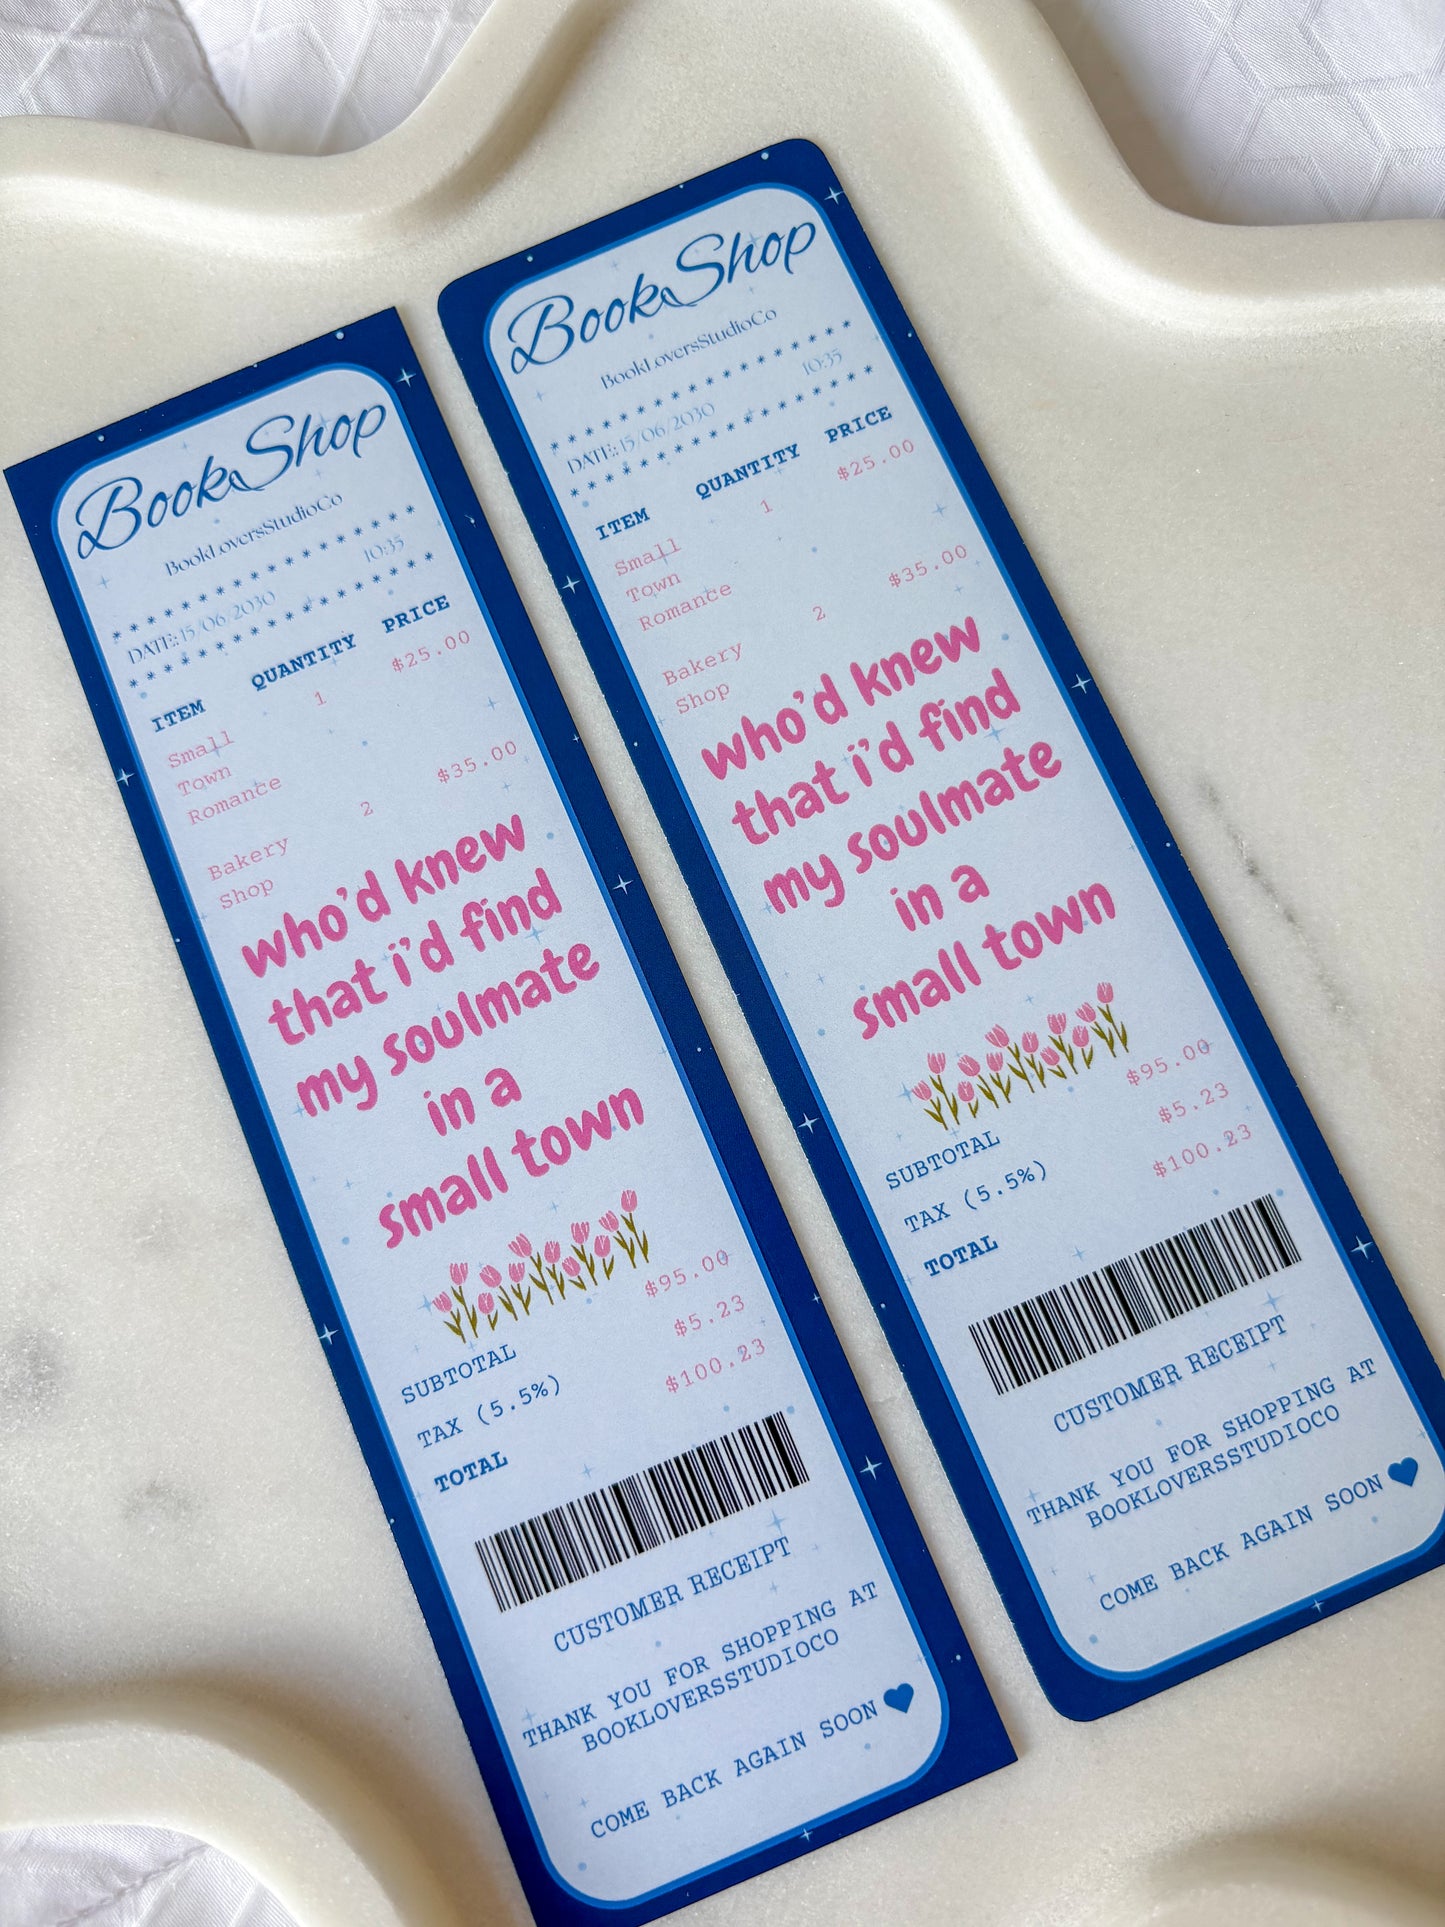 BookShop
BookLoversStudioCo
* * * * * * * * * * * * * * * * * *
DATE: 15/06/2030 10:35
* * * * * * * * * * * * * * * * * *
ITEM QUANTITY PRICE
Small 1 $25.00
Town
Romance
Bakery 2 $35.00
Shop
who'd knew
that i'd find
my soulmate
in a
small town
SUBTOTAL $95.00
TAX (5.5%) $5.23
TOTAL $100.23
CUSTOMER RECEIPT
THANK YOU FOR SHOPPING AT
BOOKLOVERSSTUDIOCO
COME BACK AGAIN SOON
BookShop
BookLoversStudioCo
* * * * * * * * * * * * * * * * * *
DATE: 15/06/2030 10:35
* * * * * * * * * * * * * * * * * *
ITEM QUANTITY PRICE
Small 1 $25.00
Town
Romance
Bakery 2 $35.00
Shop
who'd knew
that i'd find
my soulmate
in a
small town
SUBTOTAL $95.00
TAX (5.5%) $5.23
TOTAL $100.23
CUSTOMER RECEIPT
THANK YOU FOR SHOPPING AT
BOOKLOVERSSTUDIOCO
COME BACK AGAIN SOON